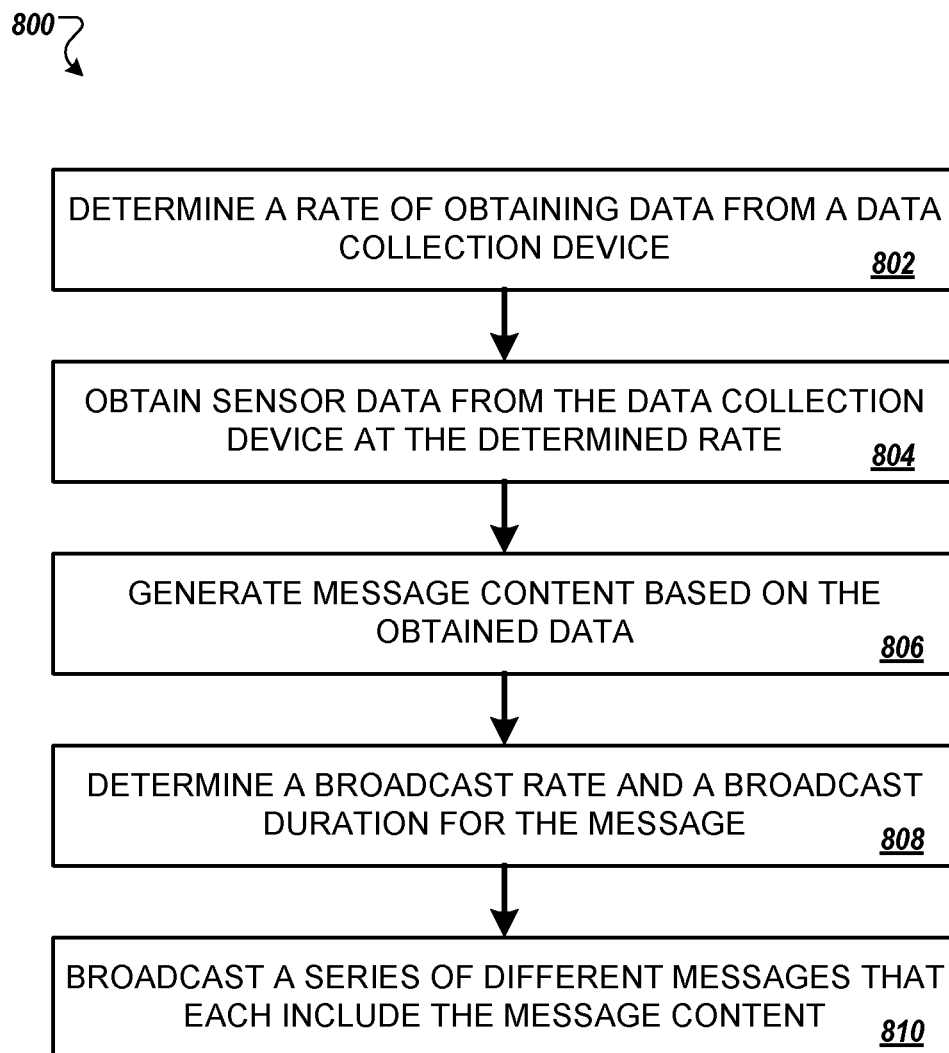 800
DETERMINE A RATE OF OBTAINING DATA FROM A DATA
COLLECTION DEVICE
802
OBTAIN SENSOR DATA FROM THE DATA COLLECTION
DEVICE AT THE DETERMINED RATE
804
GENERATE MESSAGE CONTENT BASED ON THE
OBTAINED DATA
806
DETERMINE A BROADCAST RATE AND A BROADCAST
DURATION FOR THE MESSAGE
808
BROADCAST A SERIES OF DIFFERENT MESSAGES THAT
EACH INCLUDE THE MESSAGE CONTENT
810